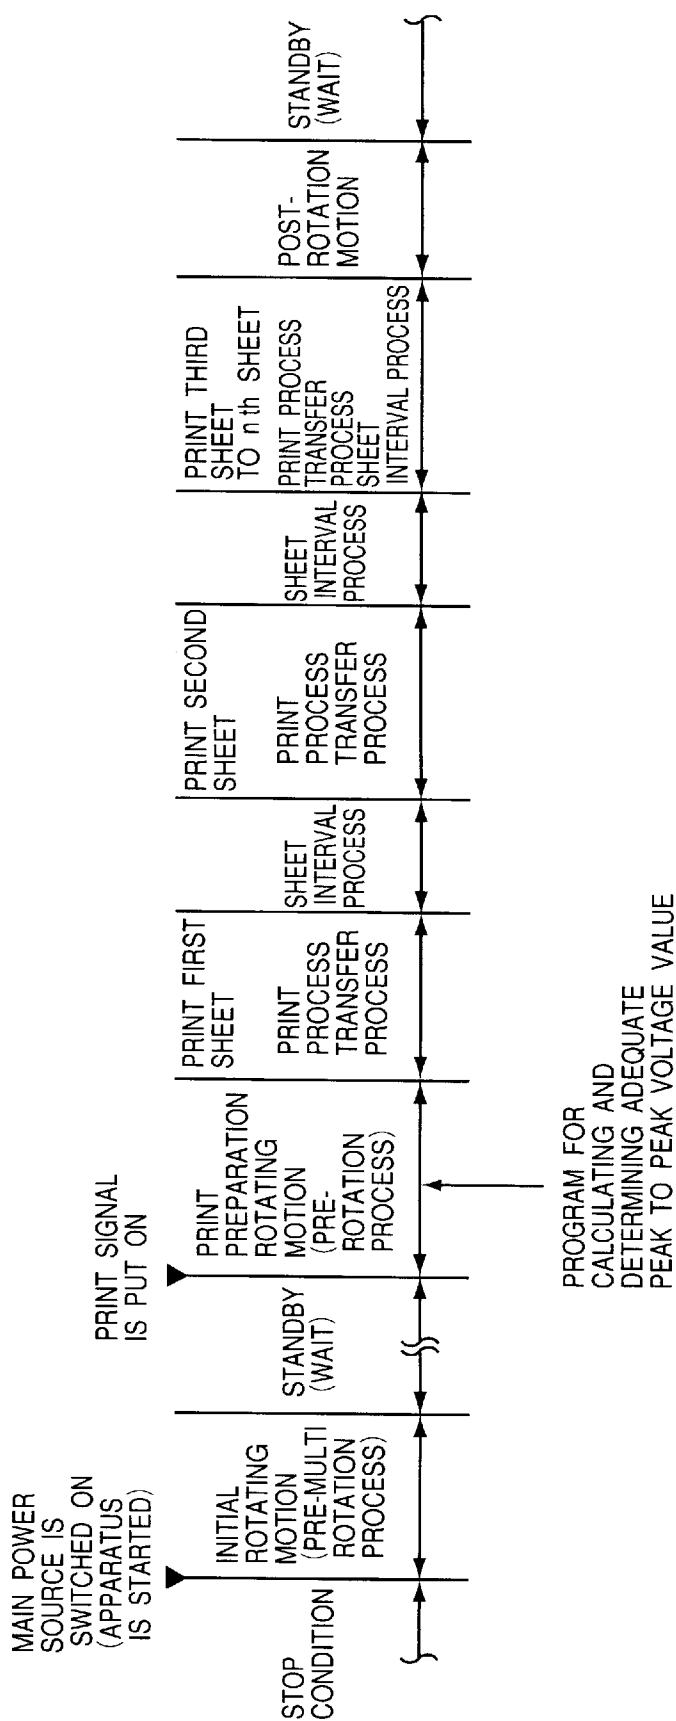 MAIN POWER
SOURCE IS
SWITCHED ON
(APPARATUS
IS STARTED)
PRINT SIGNAL
IS PUT ON
STOP
CONDITION
INITIAL
ROTATING
MOTION
(PRE-MULTI
ROTATION
PROCESS)
STANDBY
(WAIT)
PRINT
PREPARATION
ROTATING
MOTION
(PRE-
ROTATION
PROCESS)
PRINT FIRST
SHEET
PRINT
PROCESS
TRANSFER
PROCESS
SHEET
INTERVAL
PROCESS
PRINT SECOND
SHEET
PRINT
PROCESS
TRANSFER
PROCESS
SHEET
INTERVAL
PROCESS
PRINT THIRD
SHEET
TO nth SHEET
PRINT PROCESS
TRANSFER
PROCESS
SHEET
INTERVAL PROCESS
POST-
ROTATION
MOTION
STANDBY
(WAIT)
PROGRAM FOR
CALCULATING AND
DETERMINING ADEQUATE
PEAK TO PEAK VOLTAGE VALUE